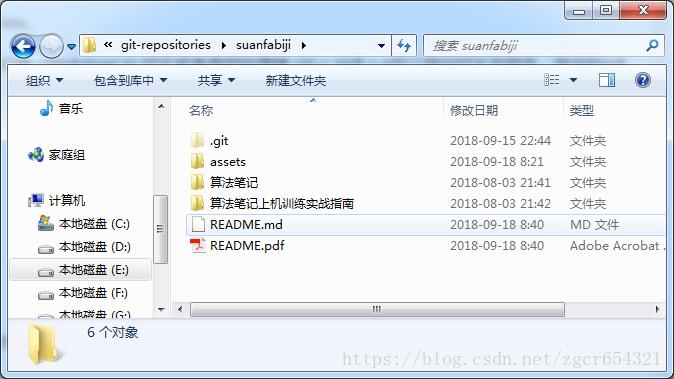 « git-repositories suanfabiji
搜索 suanfabiji
组织 包含到库中 共享 新建文件夹
音乐
家庭组
计算机
本地磁盘 (C:)
本地磁盘 (D:)
本地磁盘 (E:)
本地磁盘 (F:)
本地磁盘 (G:)
名称 修改日期 类型
.git 2018-09-15 22:44 文件夹
assets 2018-09-18 8:21 文件夹
算法笔记 2018-08-03 21:41 文件夹
算法笔记上机训练实战指南 2018-08-03 21:42 文件夹
README.md 2018-09-18 8:40 MD 文件
README.pdf 2018-09-18 8:40 Adobe Acrobat .
6 个对象
https://blog.csdn.net/zgcr654321